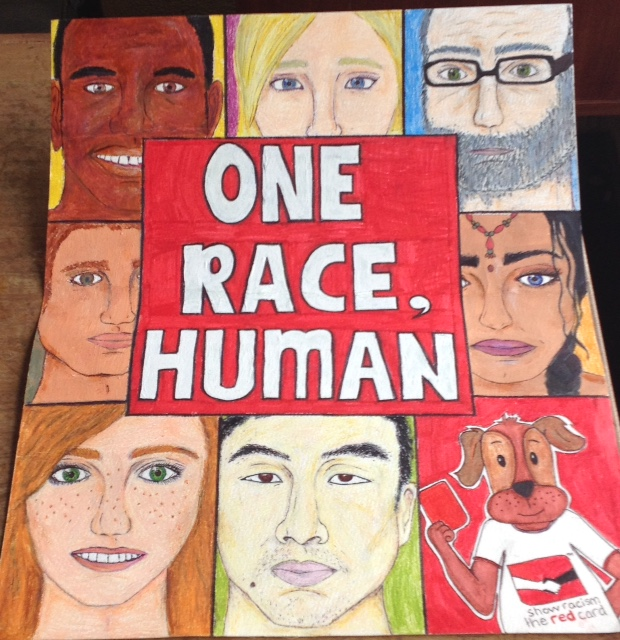 ONE
RACE,
HUMAN
show racism
the red card